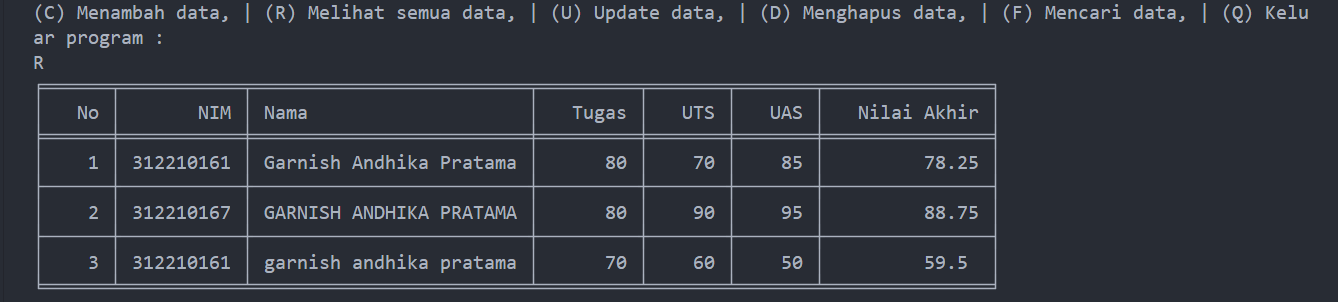 (C) Menambah data, | (R) Melihat semua data, | (U) Update data, | (D) Menghapus data, | (F) Mencari data, | (Q) Kelu
ar program :
R
No NIM Nama Tugas UTS UAS Nilai Akhir
1 312210161 Garnish Andhika Pratama 80 70 85 78.25
2 312210167 GARNISH ANDHIKA PRATAMA 80 90 95 88.75
3 312210161 garnish andhika pratama 70 60 50 59.5